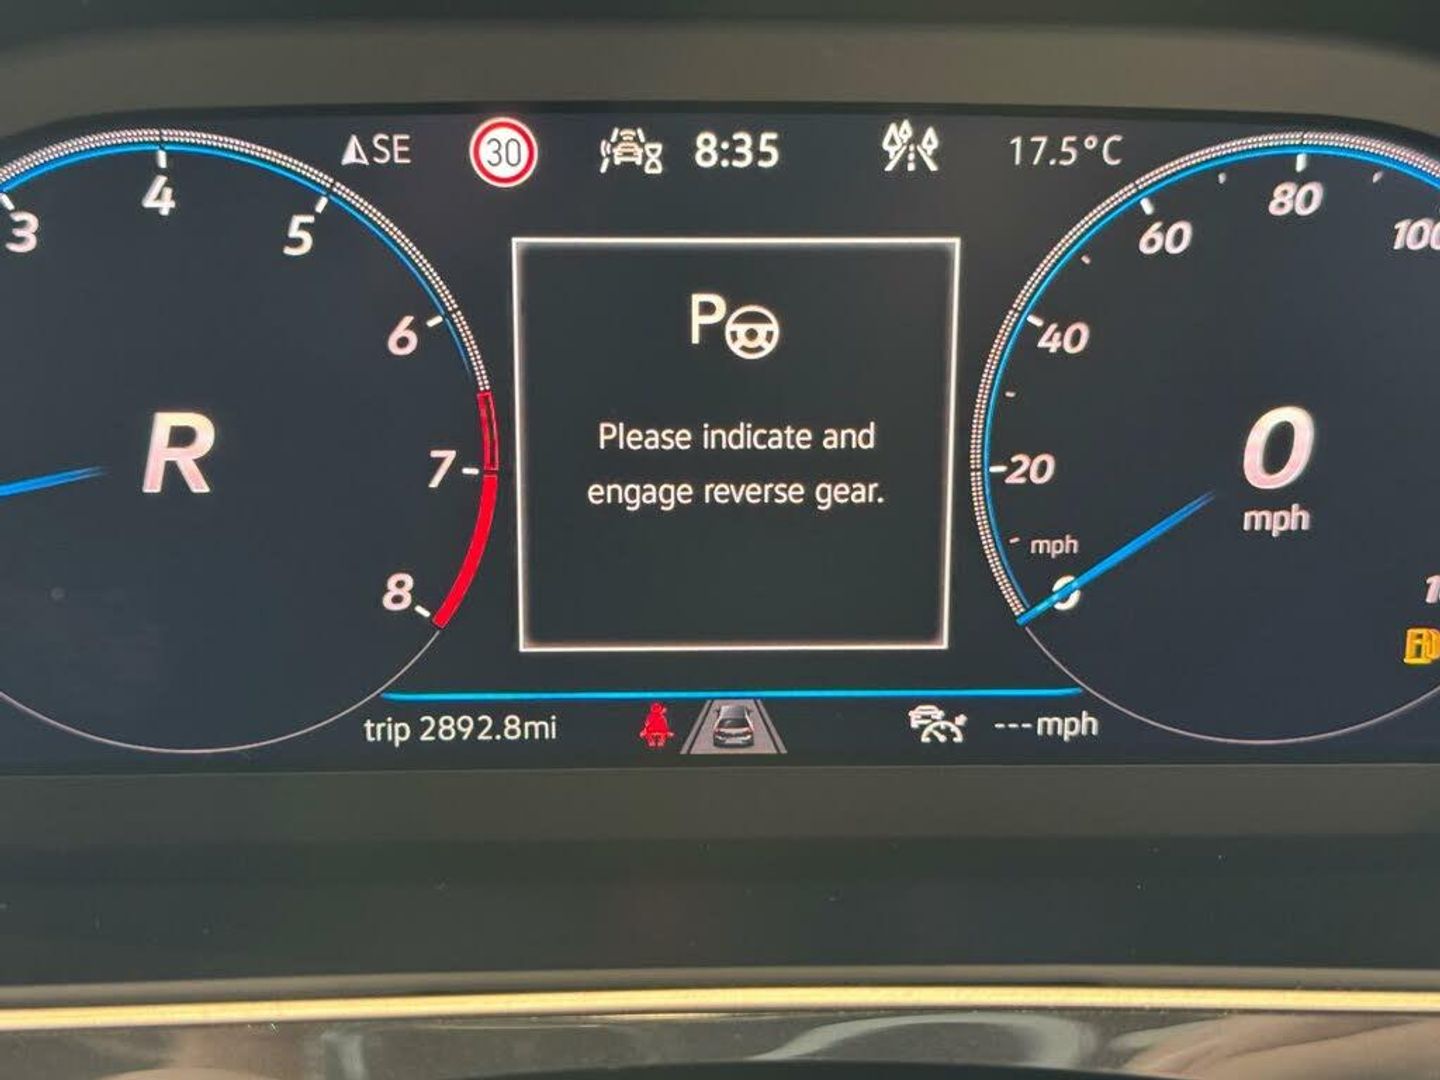 SE 30 8:35 17.5°C
3 4 5 6 7 8
R
P
Please indicate and
engage reverse gear.
20 40 60 80 100
0
mph
mph
trip 2892.8mi
---mph